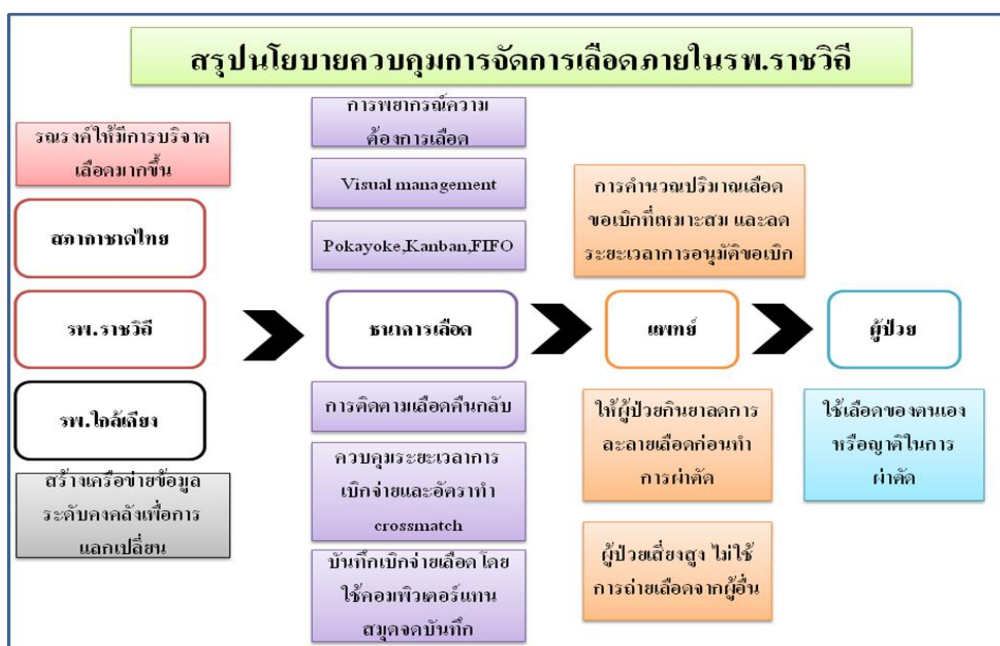 สรุปนโยบายควบคุมการจัดการเลือดภายในรพ.ราชวิถี
รณรงค์ให้มีการบริจาค
เลือดมากขึ้น
สภากาชาดไทย
รพ.ราชวิถี
รพ.ใกล้เคียง
สร้างเครือข่ายข้อมูล
ระดับคงคลังเพื่อการ
แลกเปลี่ยน
การพยากรณ์ความ
ต้องการเลือด
Visual management
Pokayoke,Kanban,FIFO
ธนาคารเลือด
การติดตามเลือดคืนกลับ
ควบคุมระยะเวลาการ
เบิกจ่ายและอัตราทำ
crossmatch
บันทึกเบิกจ่ายเลือด โดย
ใช้คอมพิวเตอร์แทน
สมุดจดบันทึก
การคำนวณปริมาณเลือด
ขอเบิกที่เหมาะสม และลด
ระยะเวลาการอนุมัติขอเบิก
แพทย์
ให้ผู้ป่วยกินยาลดการ
ละลายเลือดก่อนทำ
การผ่าตัด
ผู้ป่วยเสี่ยงสูง ไม่ใช้
การถ่ายเลือดจากผู้อื่น
ผู้ป่วย
ใช้เลือดของตนเอง
หรือญาติในการ
ผ่าตัด